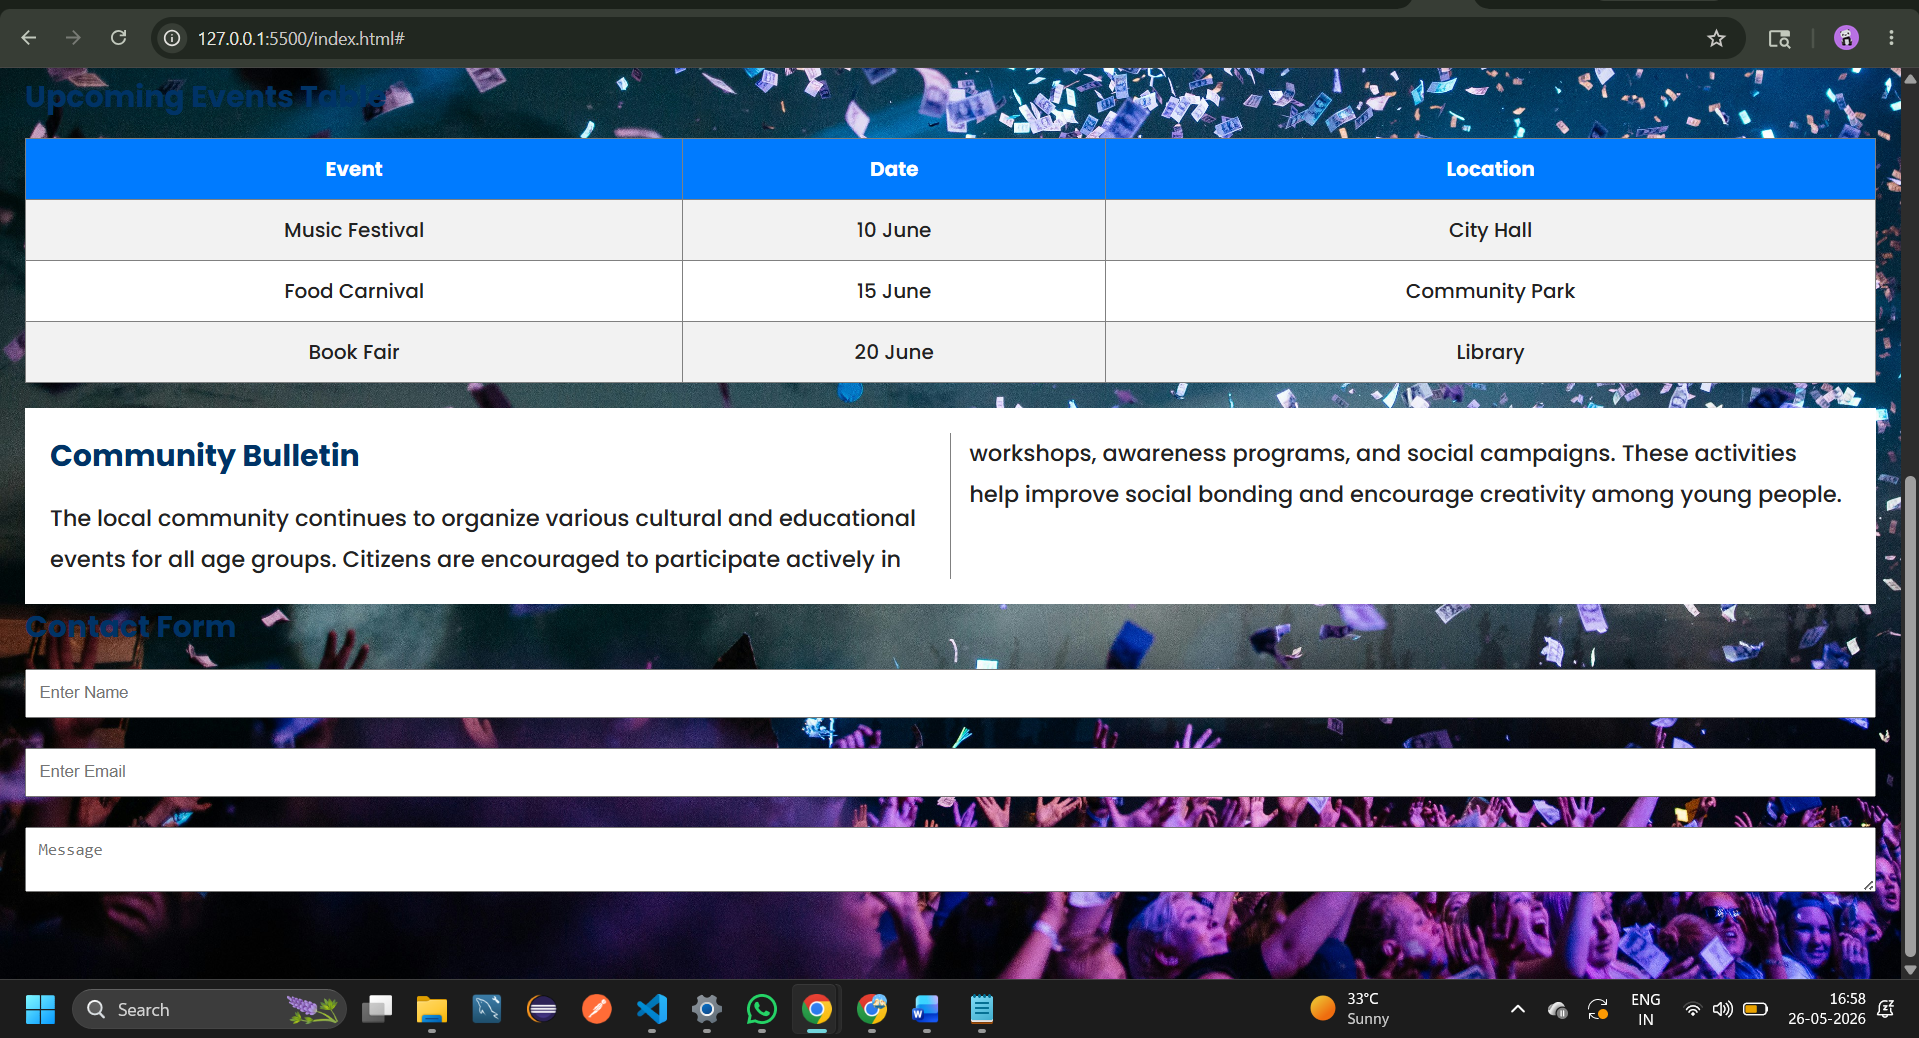 127.0.0.1:5500/index.html#
Upcoming Events Table
Event Date Location
Music Festival 10 June City Hall
Food Carnival 15 June Community Park
Book Fair 20 June Library
Community Bulletin
The local community continues to organize various cultural and educational
events for all age groups. Citizens are encouraged to participate actively in
workshops, awareness programs, and social campaigns. These activities
help improve social bonding and encourage creativity among young people.
Contact Form
Enter Name
Enter Email
Message
Search
33°C
Sunny
ENG
IN
16:58
26-05-2026